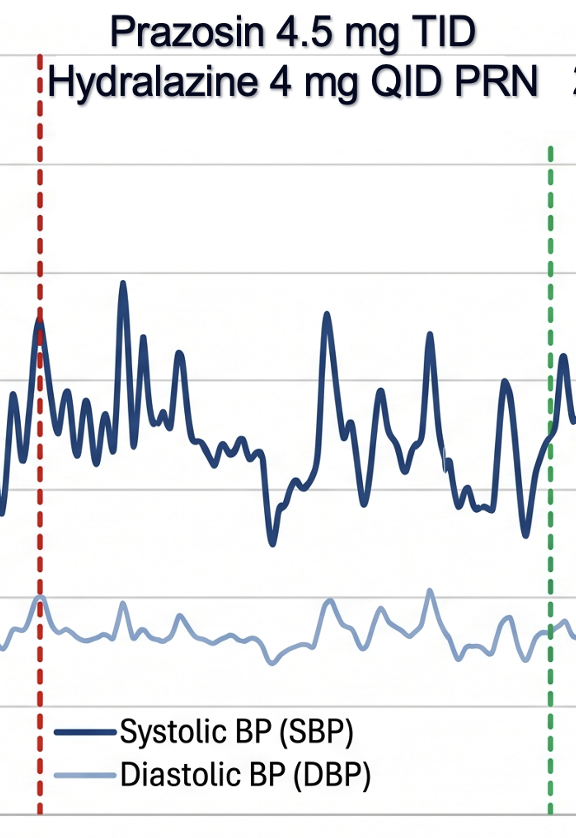 Prazosin 4.5 mg TID
Hydralazine 4 mg QID PRN
Systolic BP (SBP)
Diastolic BP (DBP)